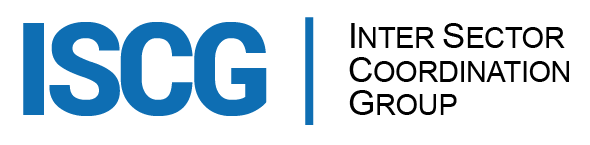 ISCG
INTER SECTOR
COORDINATION
GROUP